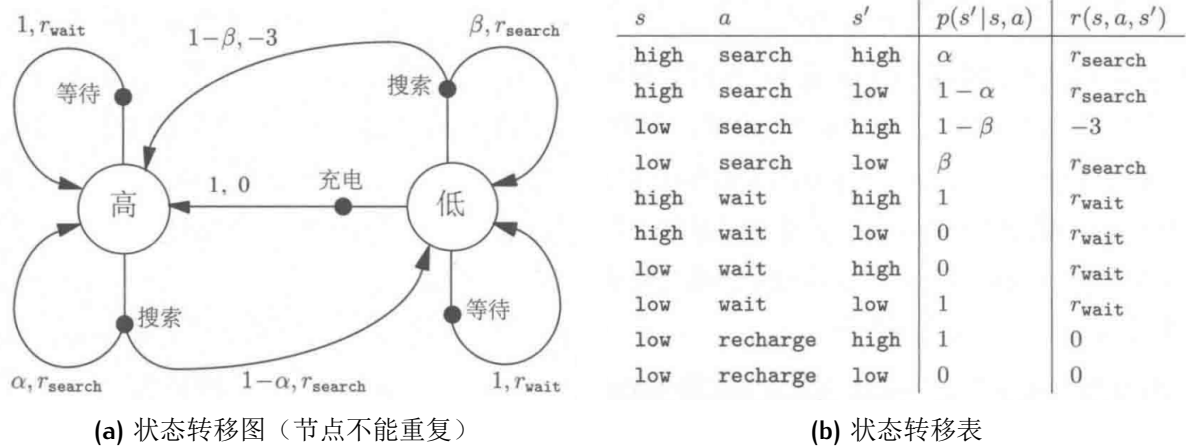 1, r_wait
等待
1−β, −3
β, r_search
搜索
高
1, 0
充电
低
搜索
等待
α, r_search
1−α, r_search
1, r_wait
(a) 状态转移图（节点不能重复）
s a s′ p(s′|s, a) r(s, a, s′)
high search high α r_search
high search low 1 − α r_search
low search high 1 − β −3
low search low β r_search
high wait high 1 r_wait
high wait low 0 r_wait
low wait high 0 r_wait
low wait low 1 r_wait
low recharge high 1 0
low recharge low 0 0
(b) 状态转移表